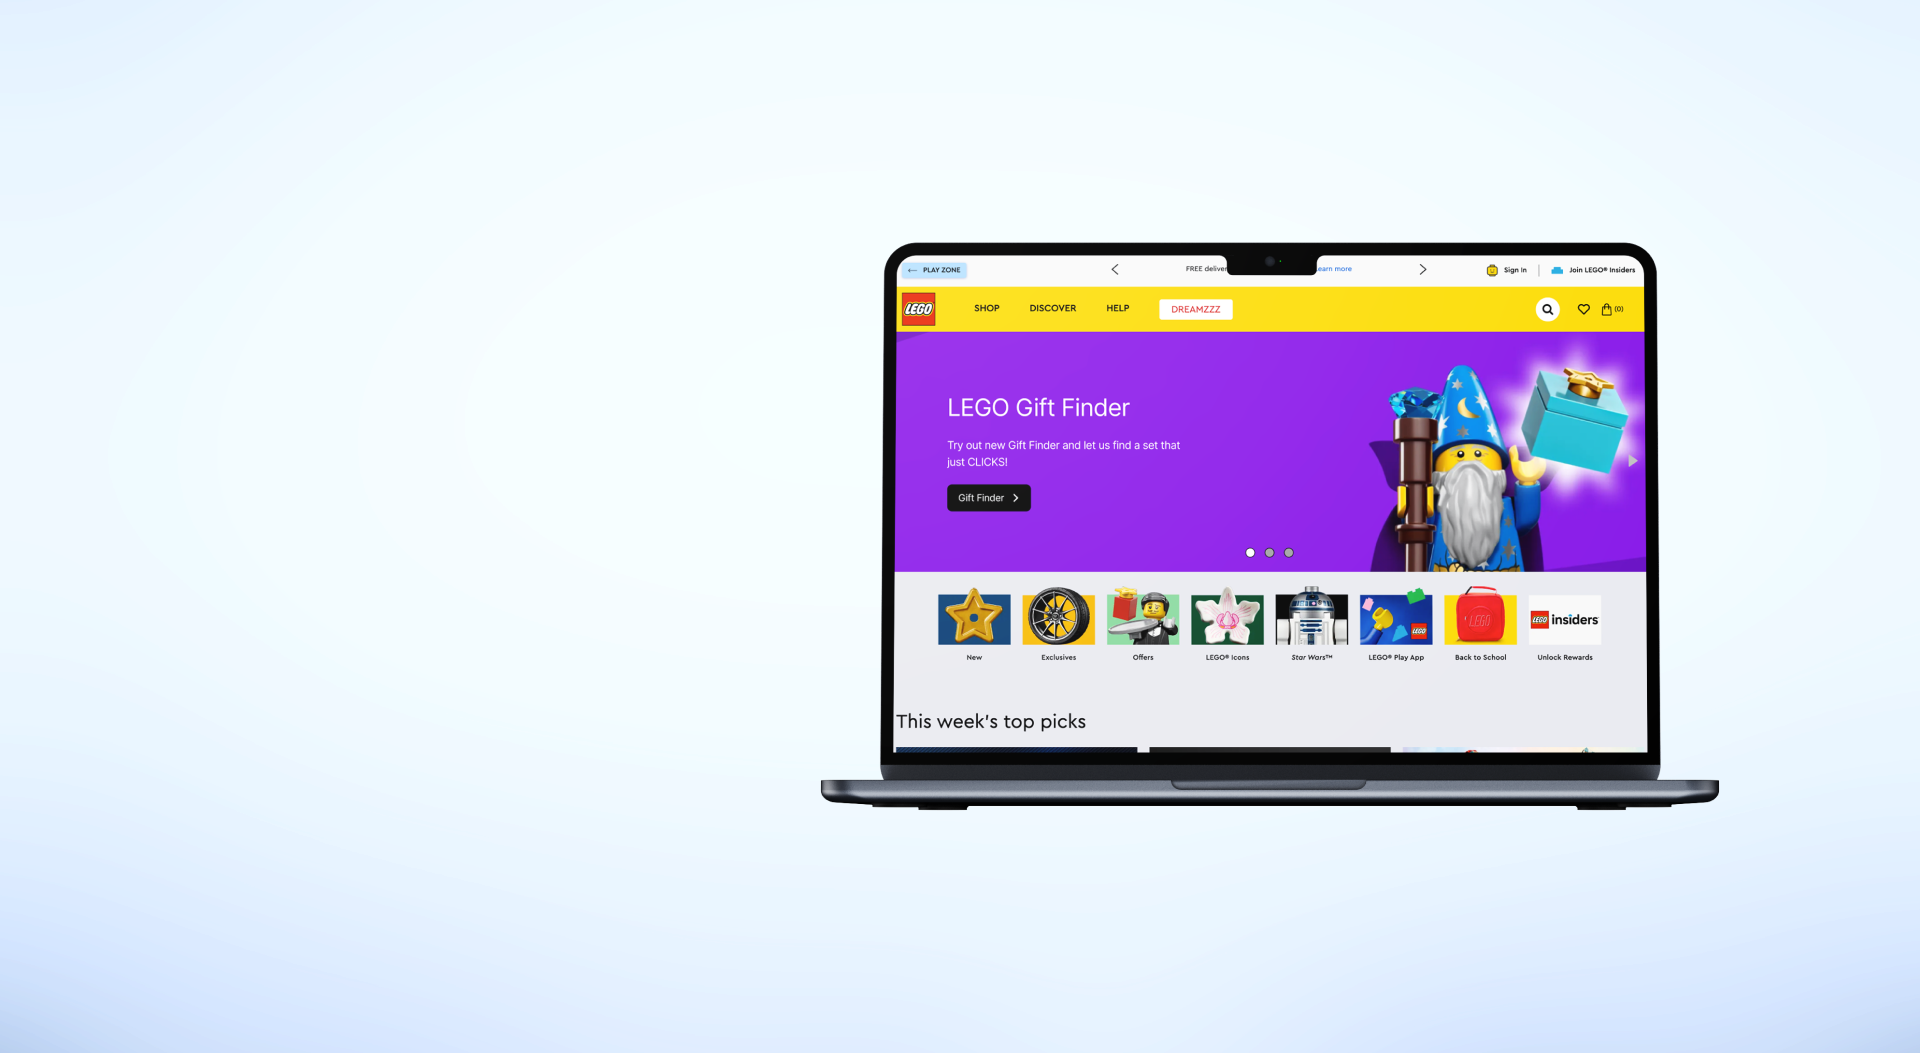 PLAY ZONE
FREE deliver
earn more
Sign In
Join LEGO® Insiders
LEGO
SHOP
DISCOVER
HELP
DREAMZZZ
(0)
LEGO Gift Finder
Try out new Gift Finder and let us find a set that
just CLICKS!
Gift Finder
LEGO
LEGO
LEGO insiders
New
Exclusives
Offers
LEGO® Icons
Star Wars™
LEGO® Play App
Back to School
Unlock Rewards
This week's top picks